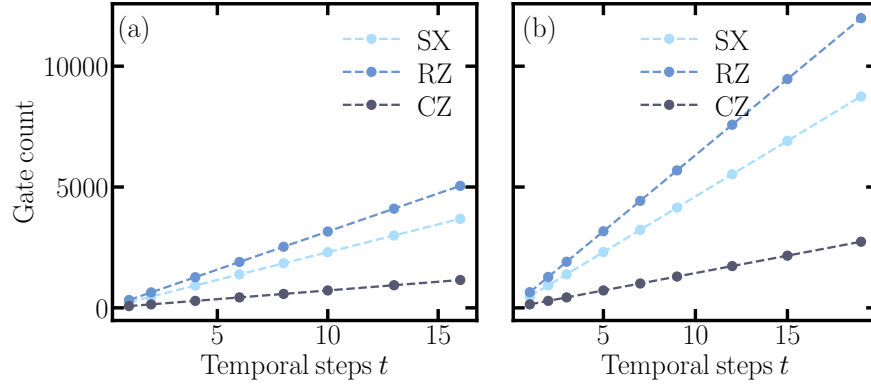 (a)
SX
RZ
CZ
(b)
SX
RZ
CZ
10000
5000
0
Gate count
5
10
15
5
10
15
Temporal steps t
Temporal steps t